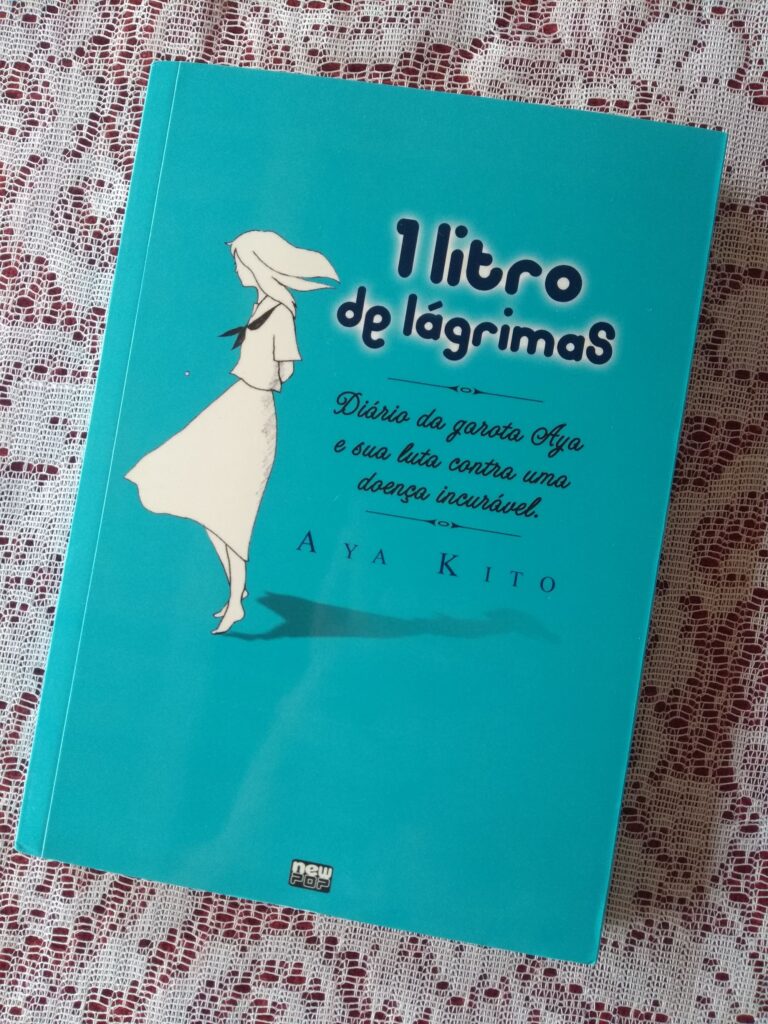 1 litro
de lágrimas
Diário da garota Aya
e sua luta contra uma
doença incurável.
AYA KITO
new
POP